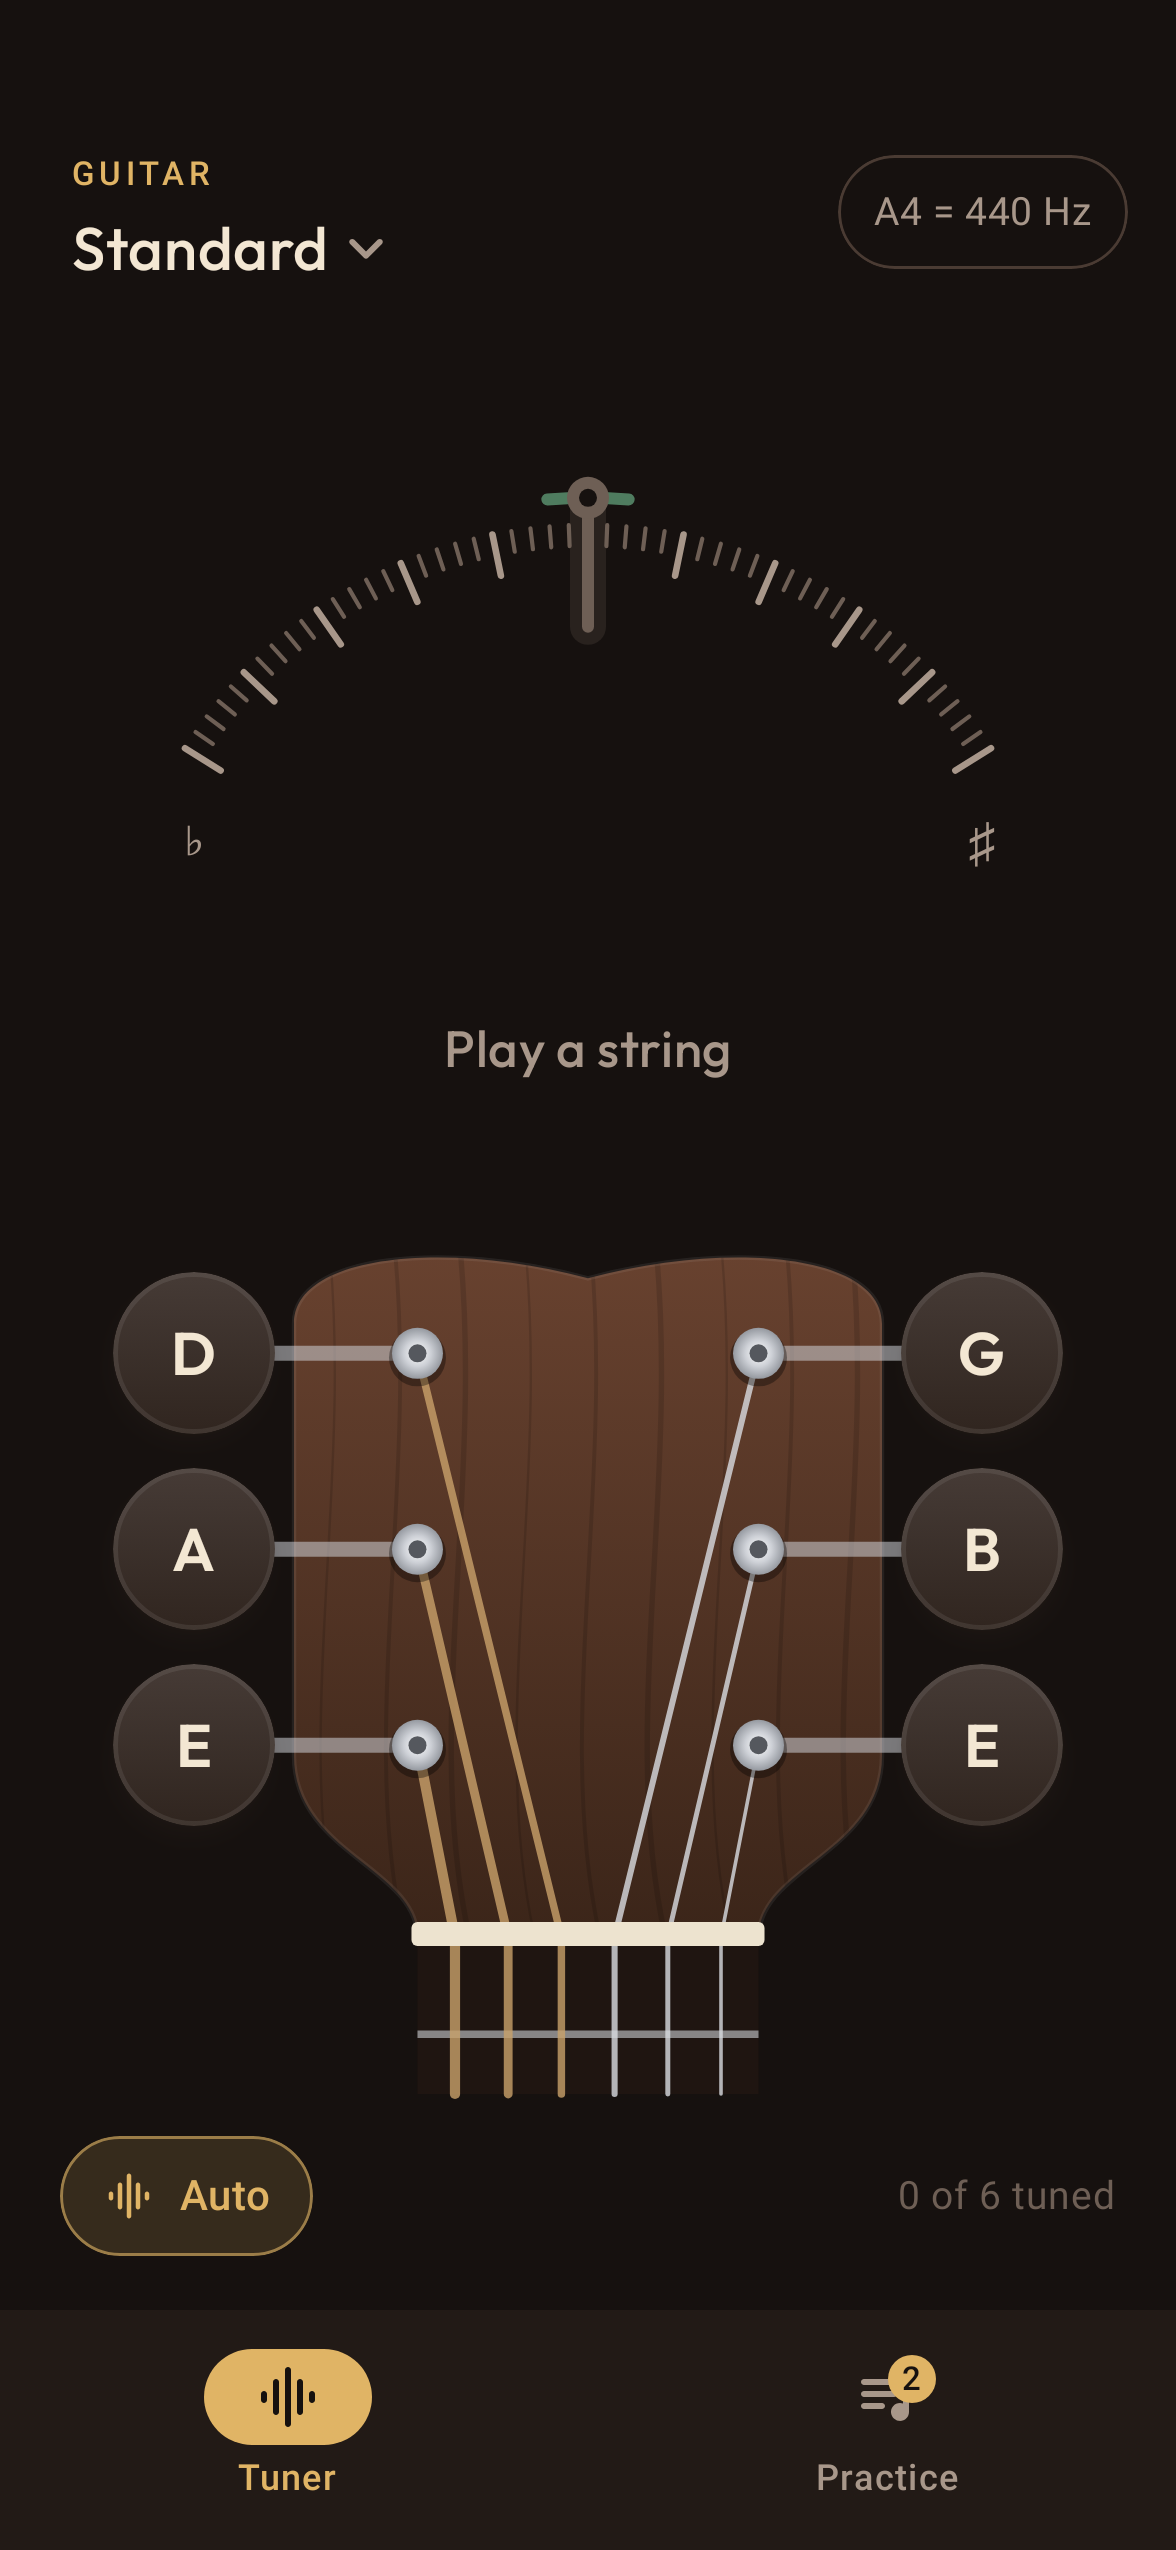 GUITAR
Standard
A4 = 440 Hz
♭
♯
Play a string
D
G
A
B
E
E
Auto
0 of 6 tuned
2
Tuner
Practice